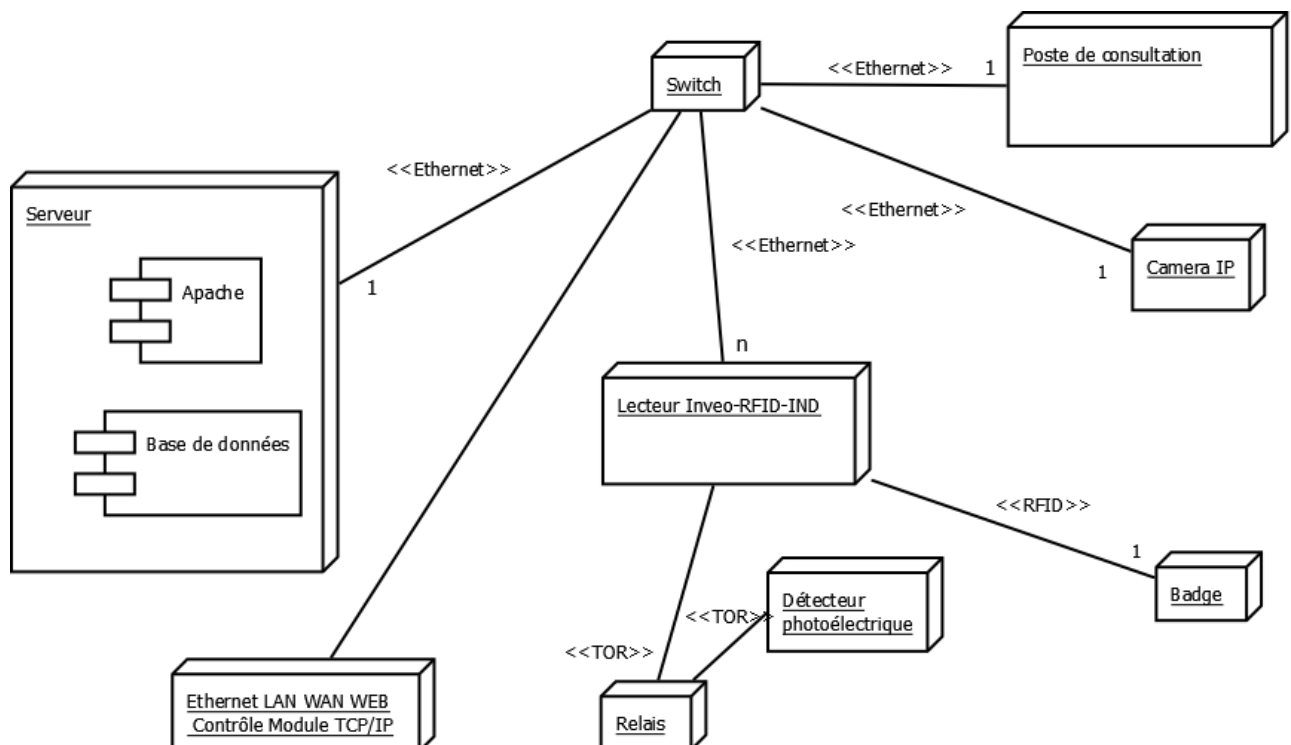 Poste de consultation
<<Ethernet>>
1
Switch
<<Ethernet>>
Serveur
<<Ethernet>>
<<Ethernet>>
Camera IP
1
1
Apache
n
Lecteur Inveo-RFID-IND
Base de données
<<RFID>>
1
Badge
Détecteur
photoélectrique
<<TOR>>
<<TOR>>
Ethernet LAN WAN WEB
Contrôle Module TCP/IP
Relais